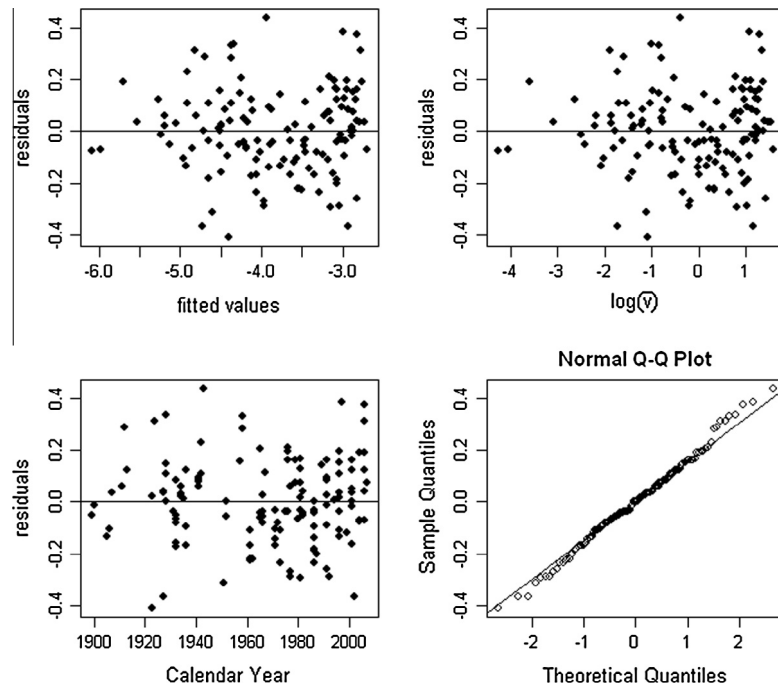 residuals
0.4
0.2
0.0
-0.2
-0.4
-6.0 -5.0 -4.0 -3.0
fitted values
residuals
0.4
0.2
0.0
-0.2
-0.4
-4 -3 -2 -1 0 1
log(v)
residuals
0.4
0.2
0.0
-0.2
-0.4
1900 1920 1940 1960 1980 2000
Calendar Year
Normal Q-Q Plot
Sample Quantiles
0.4
0.2
0.0
-0.2
-0.4
-2 -1 0 1 2
Theoretical Quantiles